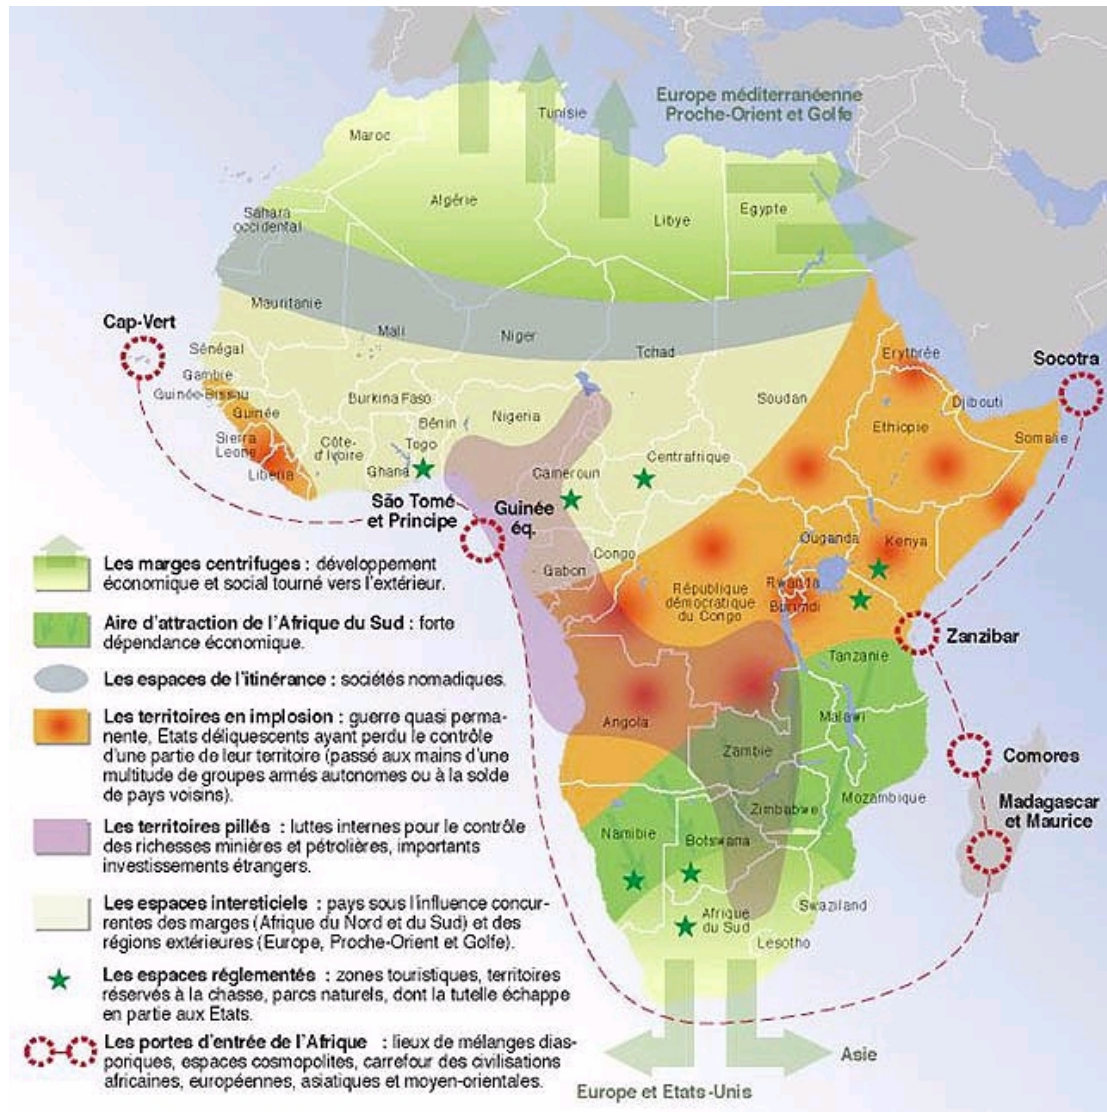 Europe méditerranéenne
Proche-Orient et Golfe
Tunisie
Maroc
Algérie
Libye
Egypte
Sahara
occidental
Mauritanie
Mali
Niger
Tchad
Cap-Vert
Sénégal
Gambie
Guinée-Bissau
Guinée
Sierra
Leone
Liberia
Burkina Faso
Côte-
d'Ivoire
Ghana
Togo
Bénin
Nigeria
Soudan
Erythrée
Djibouti
Ethiopie
Somalie
Socotra
Cameroun
Centrafrique
São Tomé
et Principe
Guinée
éq.
Congo
Gabon
Ouganda
Kenya
Rwanda
Burundi
République
démocratique
du Congo
Zanzibar
Tanzanie
Angola
Malawi
Zambie
Comores
Madagascar
et Maurice
Mozambique
Zimbabwe
Namibie
Botswana
Swaziland
Afrique
du Sud
Lesotho
Asie
Europe et Etats-Unis
Les marges centrifuges : développement
économique et social tourné vers l'extérieur.
Aire d'attraction de l'Afrique du Sud : forte
dépendance économique.
Les espaces de l'itinérance : sociétés nomadiques.
Les territoires en implosion : guerre quasi perma-
nente, Etats déliquescents ayant perdu le contrôle
d'une partie de leur territoire (passé aux mains d'une
multitude de groupes armés autonomes ou à la solde
de pays voisins).
Les territoires pillés : luttes internes pour le contrôle
des richesses minières et pétrolières, importants
investissements étrangers.
Les espaces intersticiels : pays sous l'influence concur-
rentes des marges (Afrique du Nord et du Sud) et des
régions extérieures (Europe, Proche-Orient et Golfe).
Les espaces réglementés : zones touristiques, territoires
réservés à la chasse, parcs naturels, dont la tutelle échappe
en partie aux Etats.
Les portes d'entrée de l'Afrique : lieux de mélanges dias-
poriques, espaces cosmopolites, carrefour des civilisations
africaines, européennes, asiatiques et moyen-orientales.